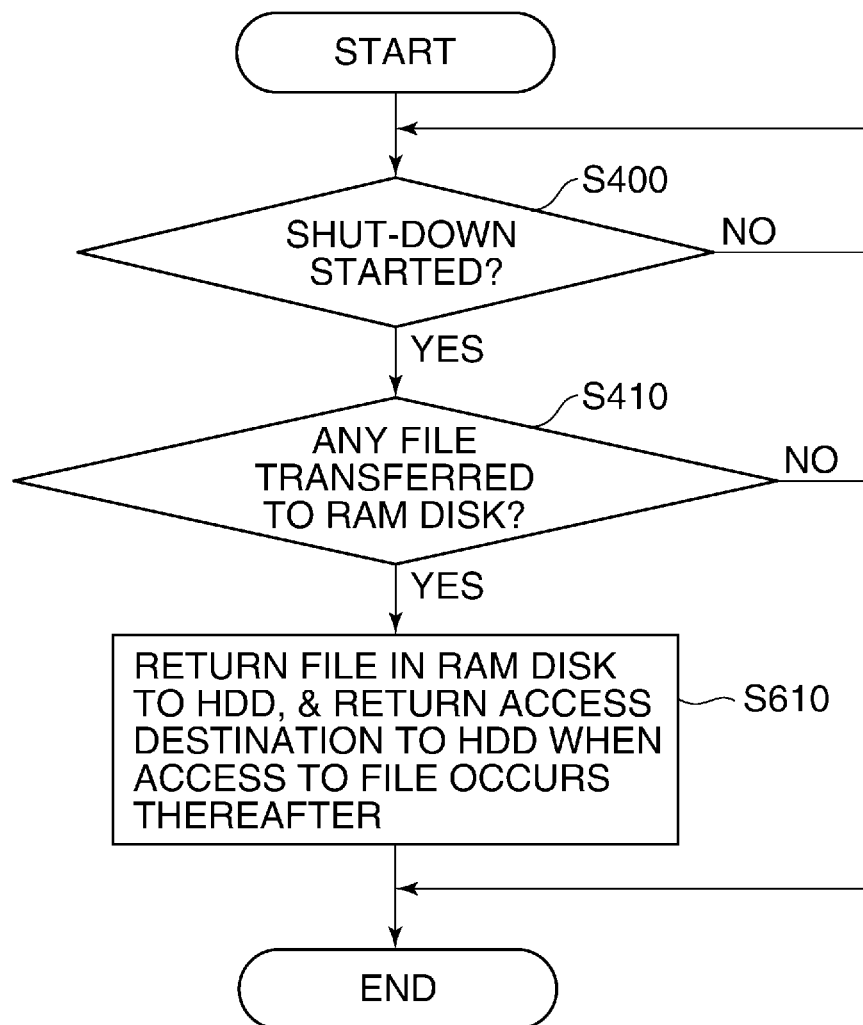 START
S400
SHUT-DOWN
STARTED?
NO
YES
S410
ANY FILE
TRANSFERRED
TO RAM DISK?
NO
YES
RETURN FILE IN RAM DISK
TO HDD, & RETURN ACCESS
DESTINATION TO HDD WHEN
ACCESS TO FILE OCCURS
THEREAFTER
S610
END